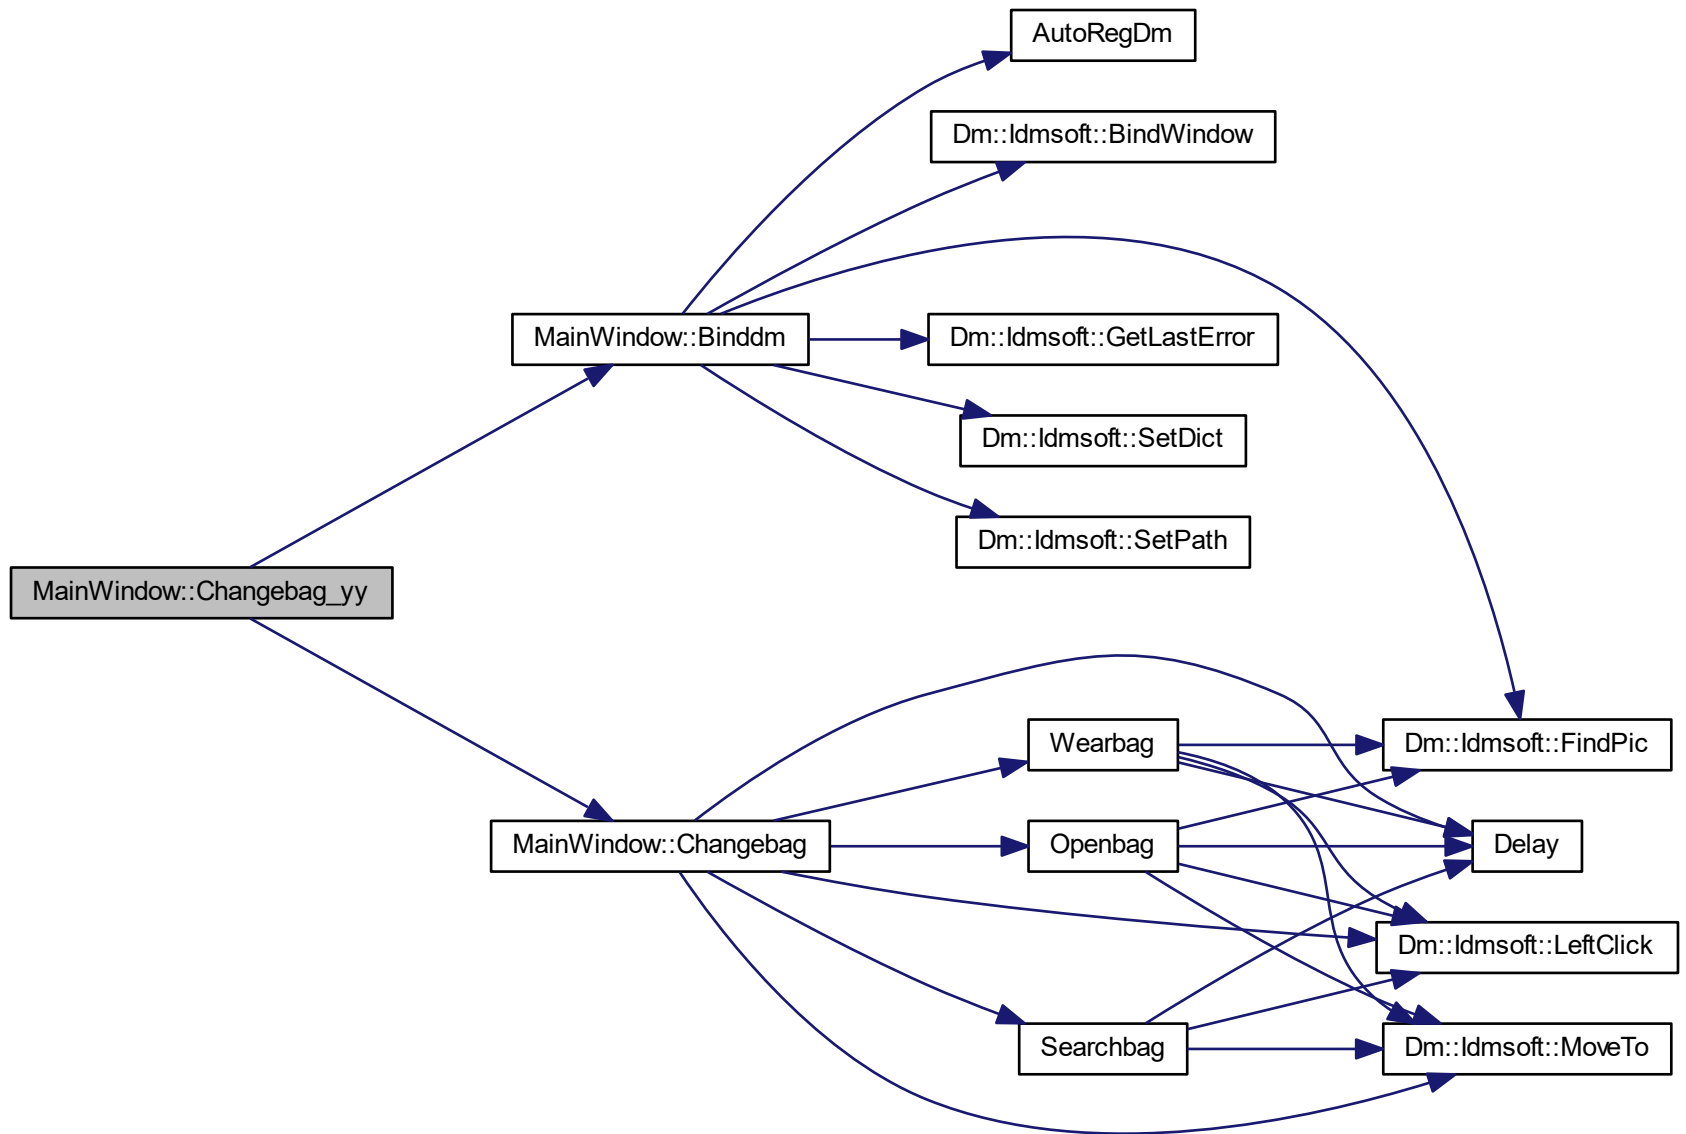 AutoRegDm
Dm::Idmsoft::BindWindow
MainWindow::Binddm
Dm::Idmsoft::GetLastError
Dm::Idmsoft::SetDict
Dm::Idmsoft::SetPath
MainWindow::Changebag_yy
Wearbag
Dm::Idmsoft::FindPic
MainWindow::Changebag
Openbag
Delay
Dm::Idmsoft::LeftClick
Searchbag
Dm::Idmsoft::MoveTo